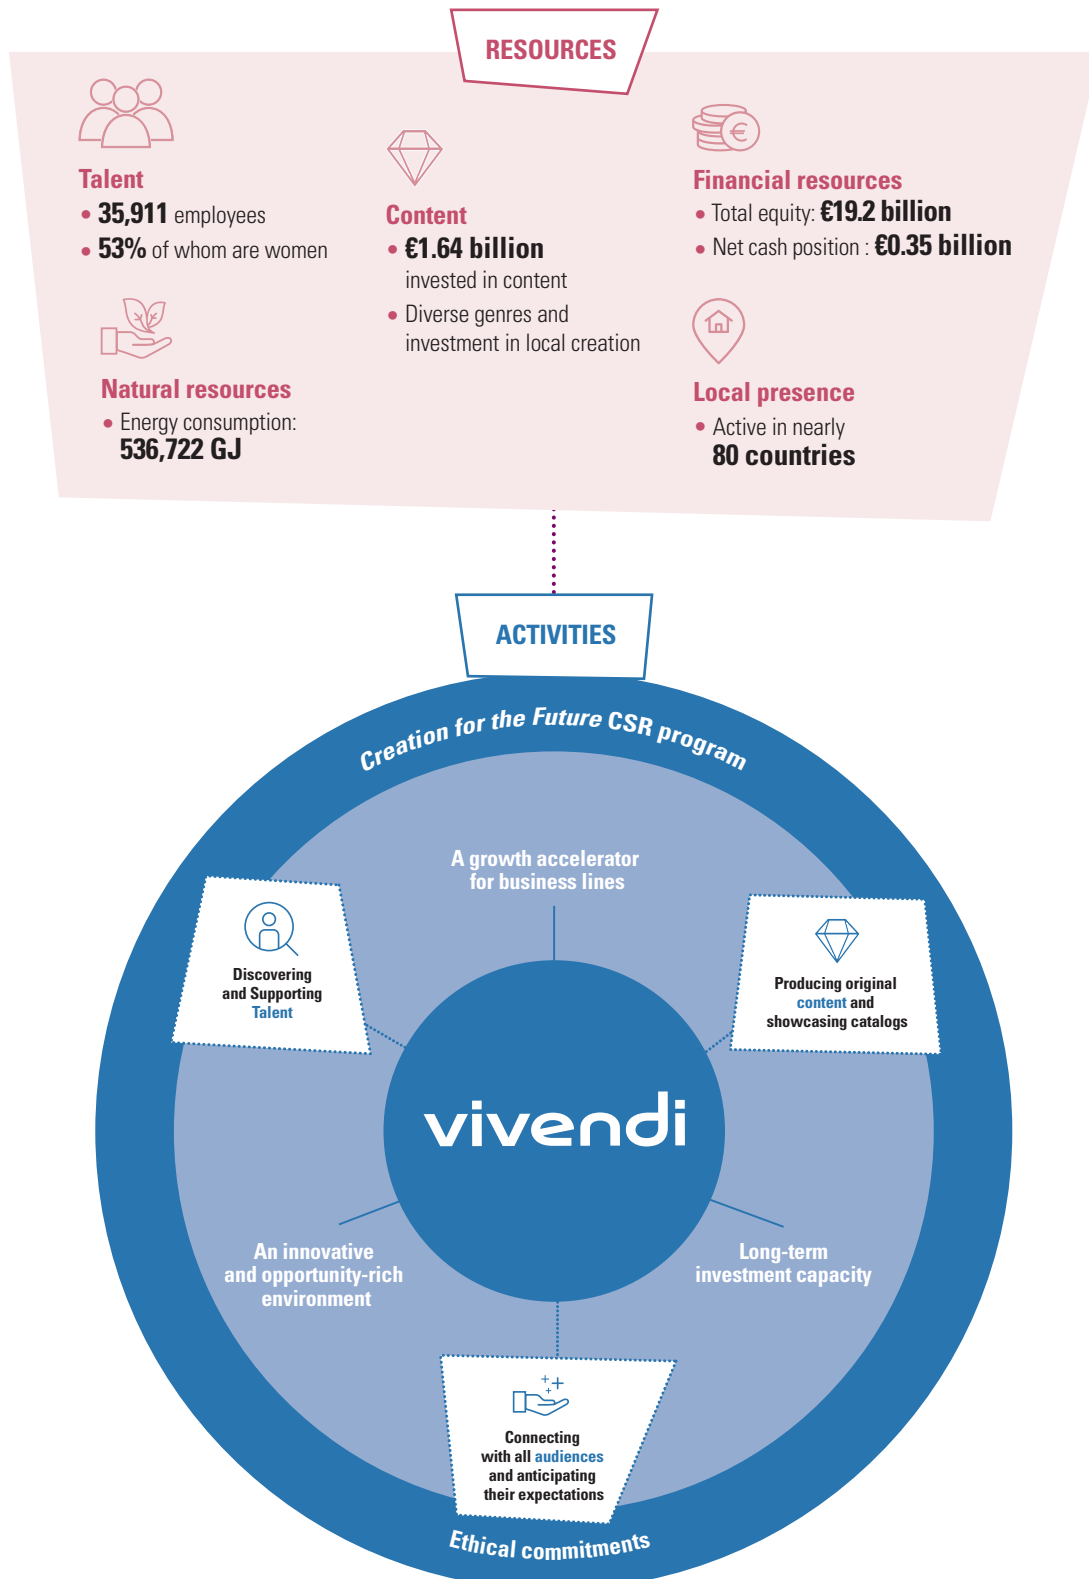 RESOURCES
Talent
• 35,911 employees
• 53% of whom are women
Natural resources
• Energy consumption:
536,722 GJ
Content
• €1.64 billion
invested in content
• Diverse genres and
investment in local creation
€
Financial resources
• Total equity: €19.2 billion
• Net cash position : €0.35 billion
Local presence
• Active in nearly
80 countries
ACTIVITIES
Creation for the Future CSR program
A growth accelerator
for business lines
Discovering
and Supporting
Talent
Producing original
content and
showcasing catalogs
vivendi
An innovative
and opportunity-rich
environment
Long-term
investment capacity
Connecting
with all audiences
and anticipating
their expectations
Ethical commitments